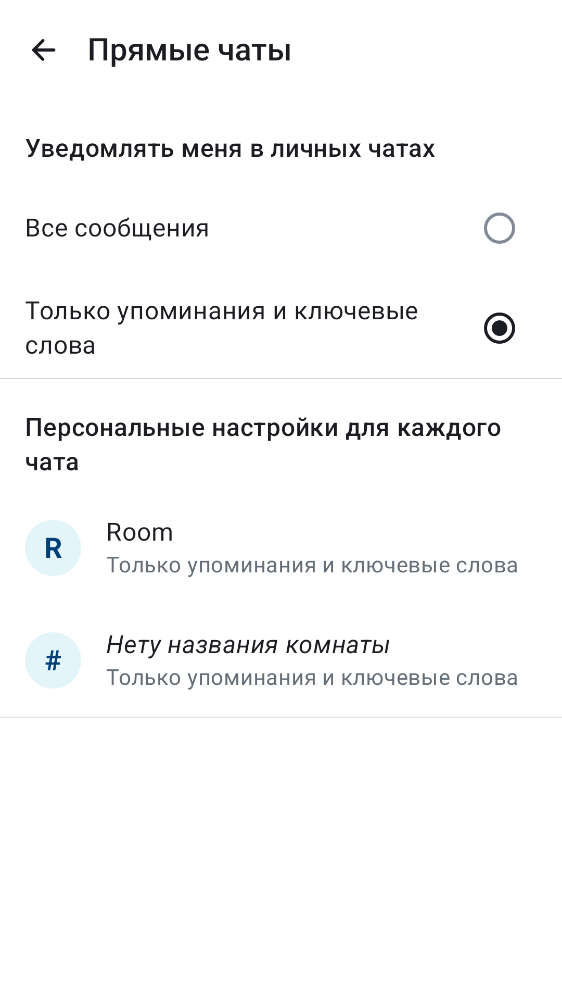 Прямые чаты
Уведомлять меня в личных чатах
Все сообщения
Только упоминания и ключевые
слова
Персональные настройки для каждого
чата
R
Room
Только упоминания и ключевые слова
#
Нету названия комнаты
Только упоминания и ключевые слова